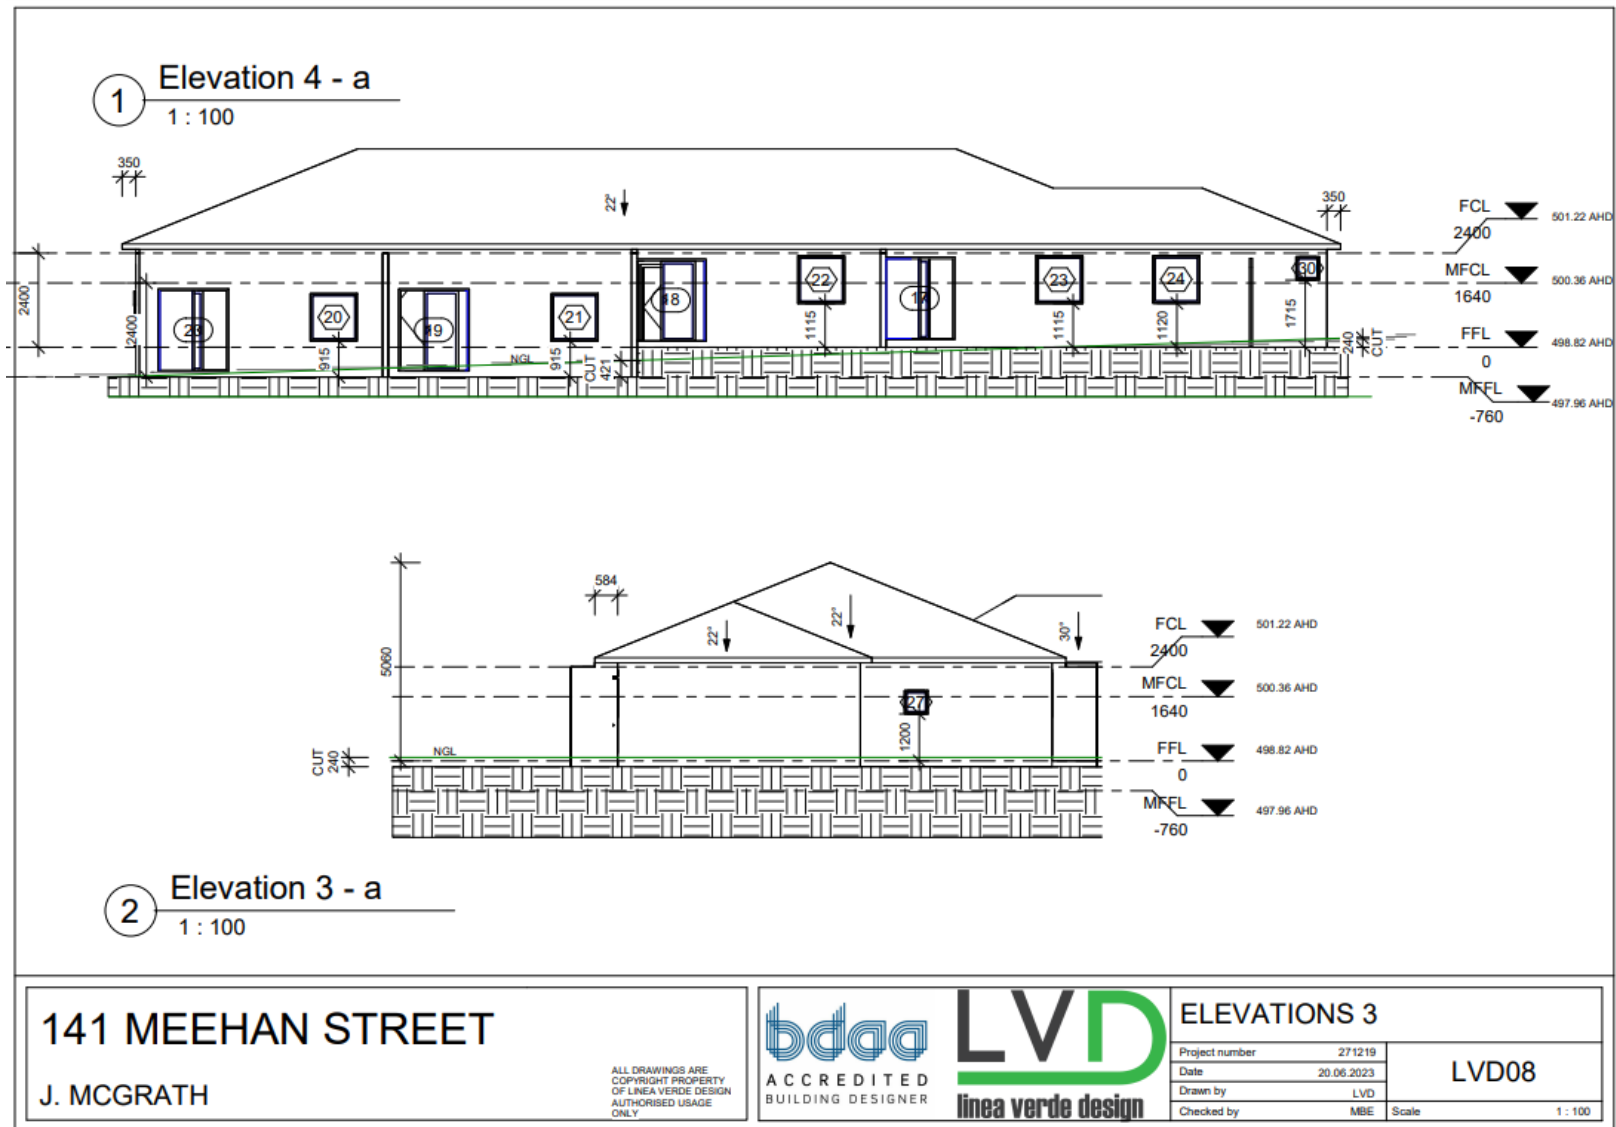 1
Elevation 4 - a
1 : 100
350
22°
350
FCL
2400
501.22 AHD
MFCL
1640
500.36 AHD
FFL
0
498.82 AHD
MFFL
-760
497.96 AHD
2400
2400
23
20
915
19
NGL
21
915
CUT
421
18
22
1115
17
23
1115
24
1120
30
1715
240
CUT
5060
584
22°
22°
30°
27
1200
CUT
240
NGL
FCL
2400
501.22 AHD
MFCL
1640
500.36 AHD
FFL
0
498.82 AHD
MFFL
-760
497.96 AHD
2
Elevation 3 - a
1 : 100
141 MEEHAN STREET
J. MCGRATH
ALL DRAWINGS ARE
COPYRIGHT PROPERTY
OF LINEA VERDE DESIGN
AUTHORISED USAGE
ONLY
bdaa
ACCREDITED
BUILDING DESIGNER
LVD
linea verde design
ELEVATIONS 3
Project number 271219
Date 20.06.2023
Drawn by LVD
Checked by MBE
LVD08
Scale 1 : 100